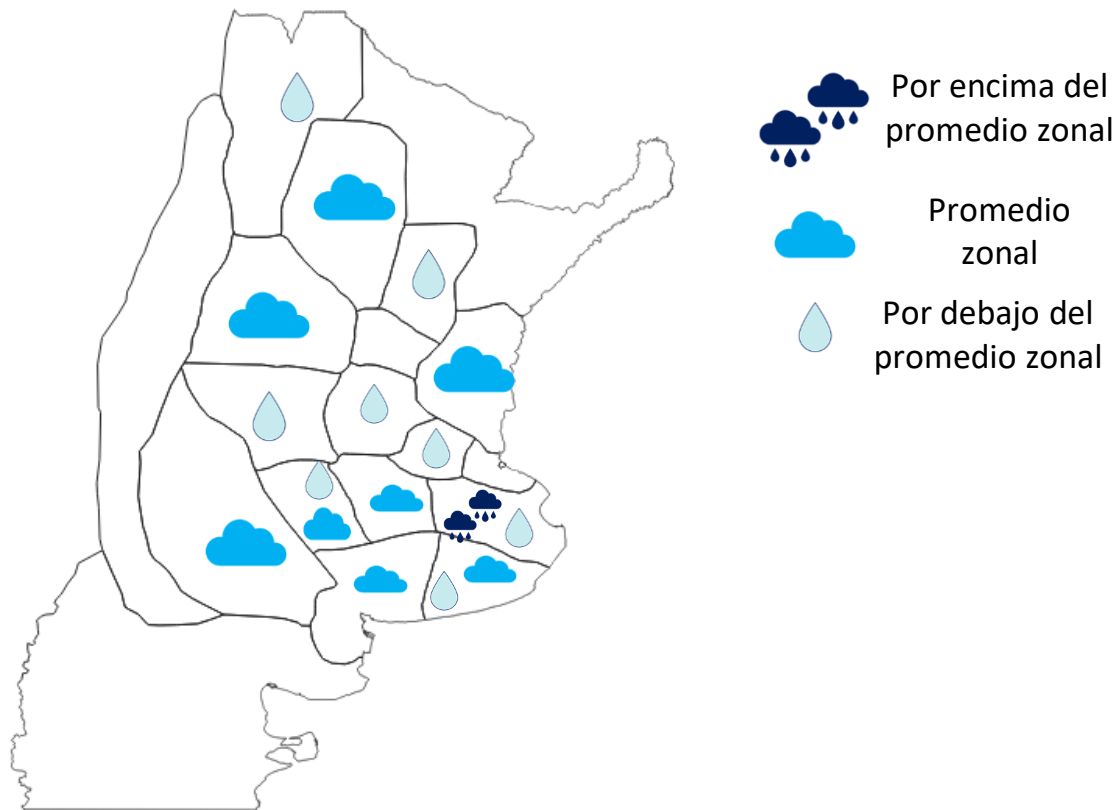 Por encima del
promedio zonal
Promedio
zonal
Por debajo del
promedio zonal